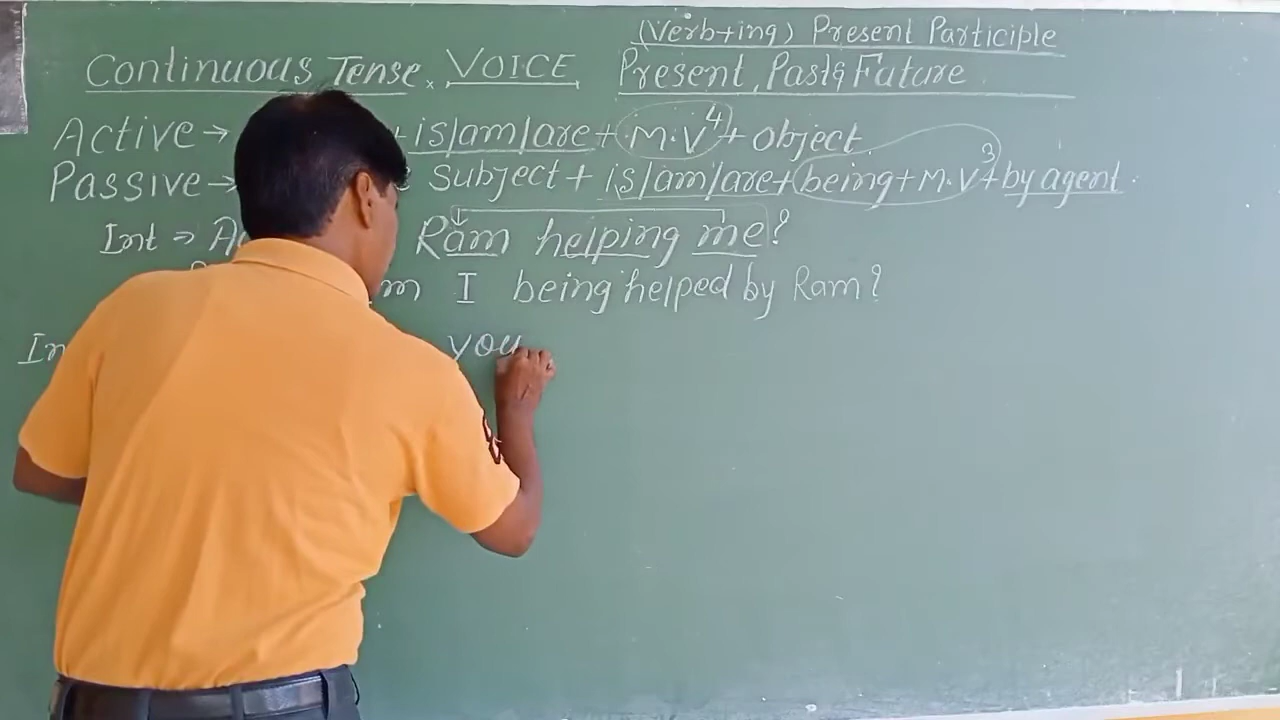 (Verb+ing) Present Participle
Continuous Tense, VOICE Present, Past & Future
Active → + is/am/are + M.V4 + object
Passive → subject + is/am/are + being + M.V3 + by agent.
Int ⇒ Ram helping me?
I being helped by Ram?
you